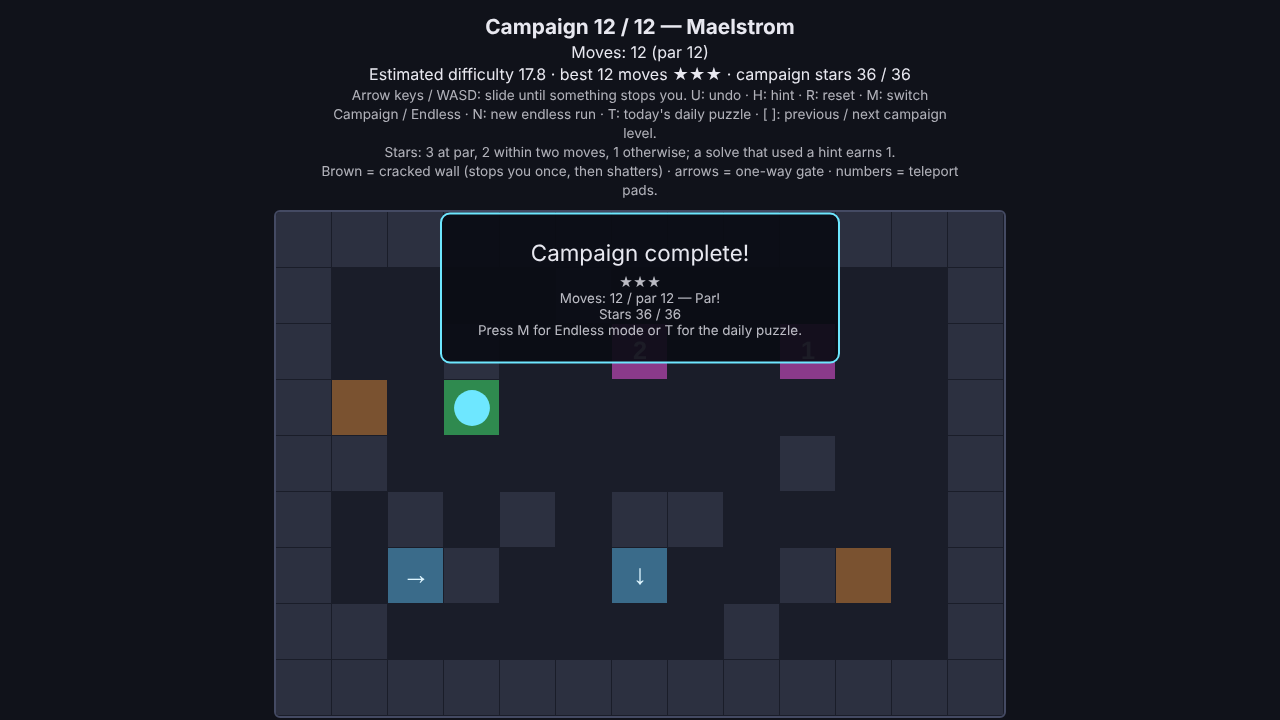 Campaign 12 / 12 — Maelstrom
Moves: 12 (par 12)
Estimated difficulty 17.8 · best 12 moves ★★★ · campaign stars 36 / 36
Arrow keys / WASD: slide until something stops you. U: undo · H: hint · R: reset · M: switch
Campaign / Endless · N: new endless run · T: today's daily puzzle · [ ]: previous / next campaign
level.
Stars: 3 at par, 2 within two moves, 1 otherwise; a solve that used a hint earns 1.
Brown = cracked wall (stops you once, then shatters) · arrows = one-way gate · numbers = teleport
pads.
Campaign complete!
★★★
Moves: 12 / par 12 — Par!
Stars 36 / 36
Press M for Endless mode or T for the daily puzzle.
2 1
→ ↓